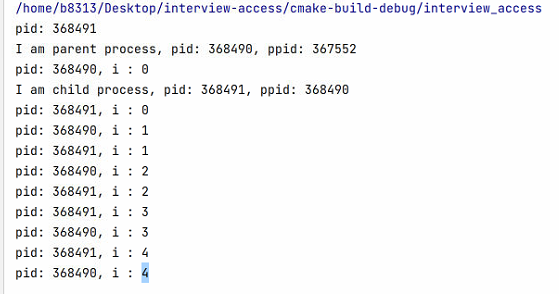 /home/b8313/Desktop/interview-access/cmake-build-debug/interview_access
pid: 368491
I am parent process, pid: 368490, ppid: 367552
pid: 368490, i : 0
I am child process, pid: 368491, ppid: 368490
pid: 368491, i : 0
pid: 368490, i : 1
pid: 368491, i : 1
pid: 368490, i : 2
pid: 368491, i : 2
pid: 368491, i : 3
pid: 368490, i : 3
pid: 368491, i : 4
pid: 368490, i : 4